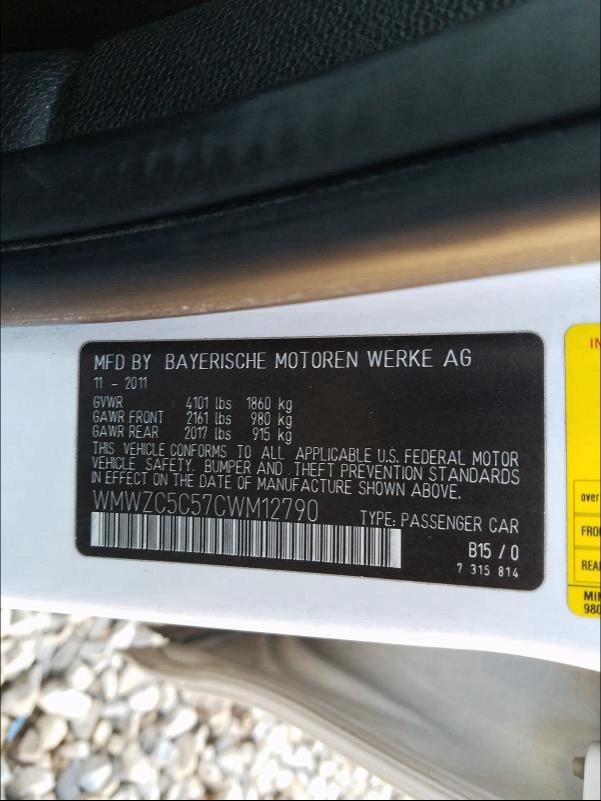 MFD BY BAYERISCHE MOTOREN WERKE AG
11 - 2011
GVWR 4101 lbs 1860 kg
GAWR FRONT 2161 lbs 980 kg
GAWR REAR 2017 lbs 915 kg
THIS VEHICLE CONFORMS TO ALL APPLICABLE U.S. FEDERAL MOTOR
VEHICLE SAFETY, BUMPER AND THEFT PREVENTION STANDARDS
IN EFFECT ON THE DATE OF MANUFACTURE SHOWN ABOVE.
WMWZC5C57CWM12790 TYPE: PASSENGER CAR
B15 / 0
7 315 814
over
REAR
980